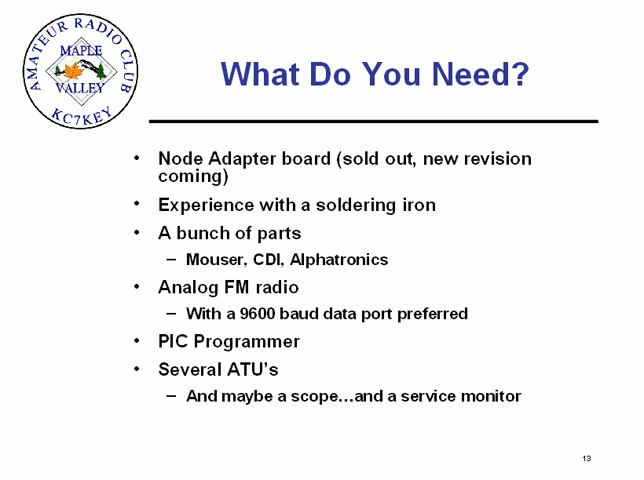 AMATEUR RADIO CLUB
MAPLE
VALLEY
KC7KEY
What Do You Need?
• Node Adapter board (sold out, new revision
coming)
• Experience with a soldering iron
• A bunch of parts
– Mouser, CDI, Alphatronics
• Analog FM radio
– With a 9600 baud data port preferred
• PIC Programmer
• Several ATU's
– And maybe a scope…and a service monitor
13